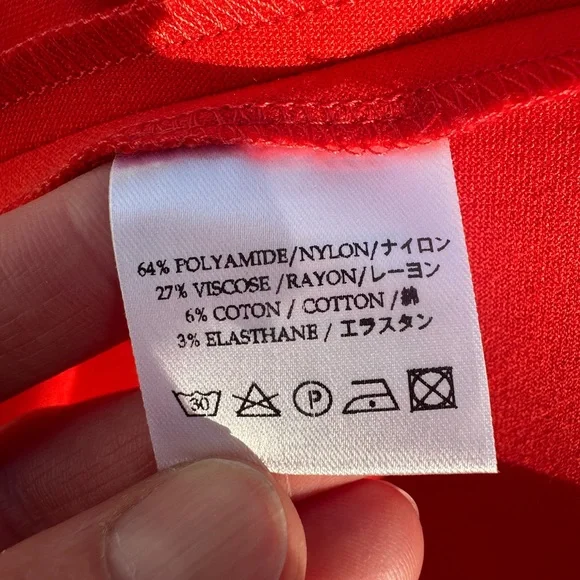 64% POLYAMIDE/NYLON/ナイロン
27% VISCOSE/RAYON/レーヨン
6% COTON / COTTON/綿
3% ELASTHANE/エラスタン
30 P